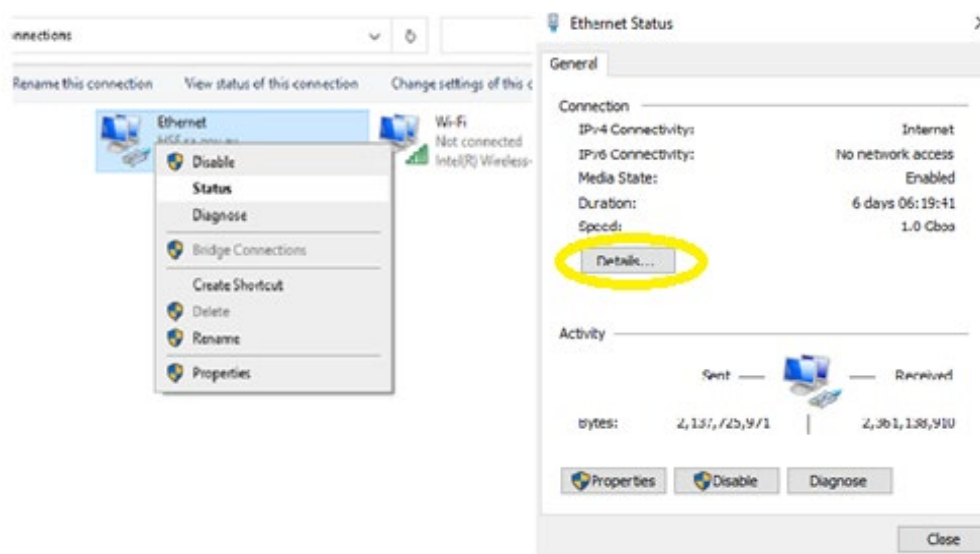 nnections
Rename this connection View status of this connection Change settings of this c
Ethernet
Wi-Fi
Not connected
Intel(R) Wireless-
Disable
Status
Diagnose
Bridge Connections
Create Shortcut
Delete
Rename
Properties
Ethernet Status
General
Connection
IPv4 Connectivity: Internet
IPv6 Connectivity: No network access
Media State: Enabled
Duration: 6 days 06:19:41
Speed: 1.0 Gbps
Details...
Activity
Sent Received
Bytes: 2,137,725,971 2,361,138,910
Properties Disable Diagnose
Close